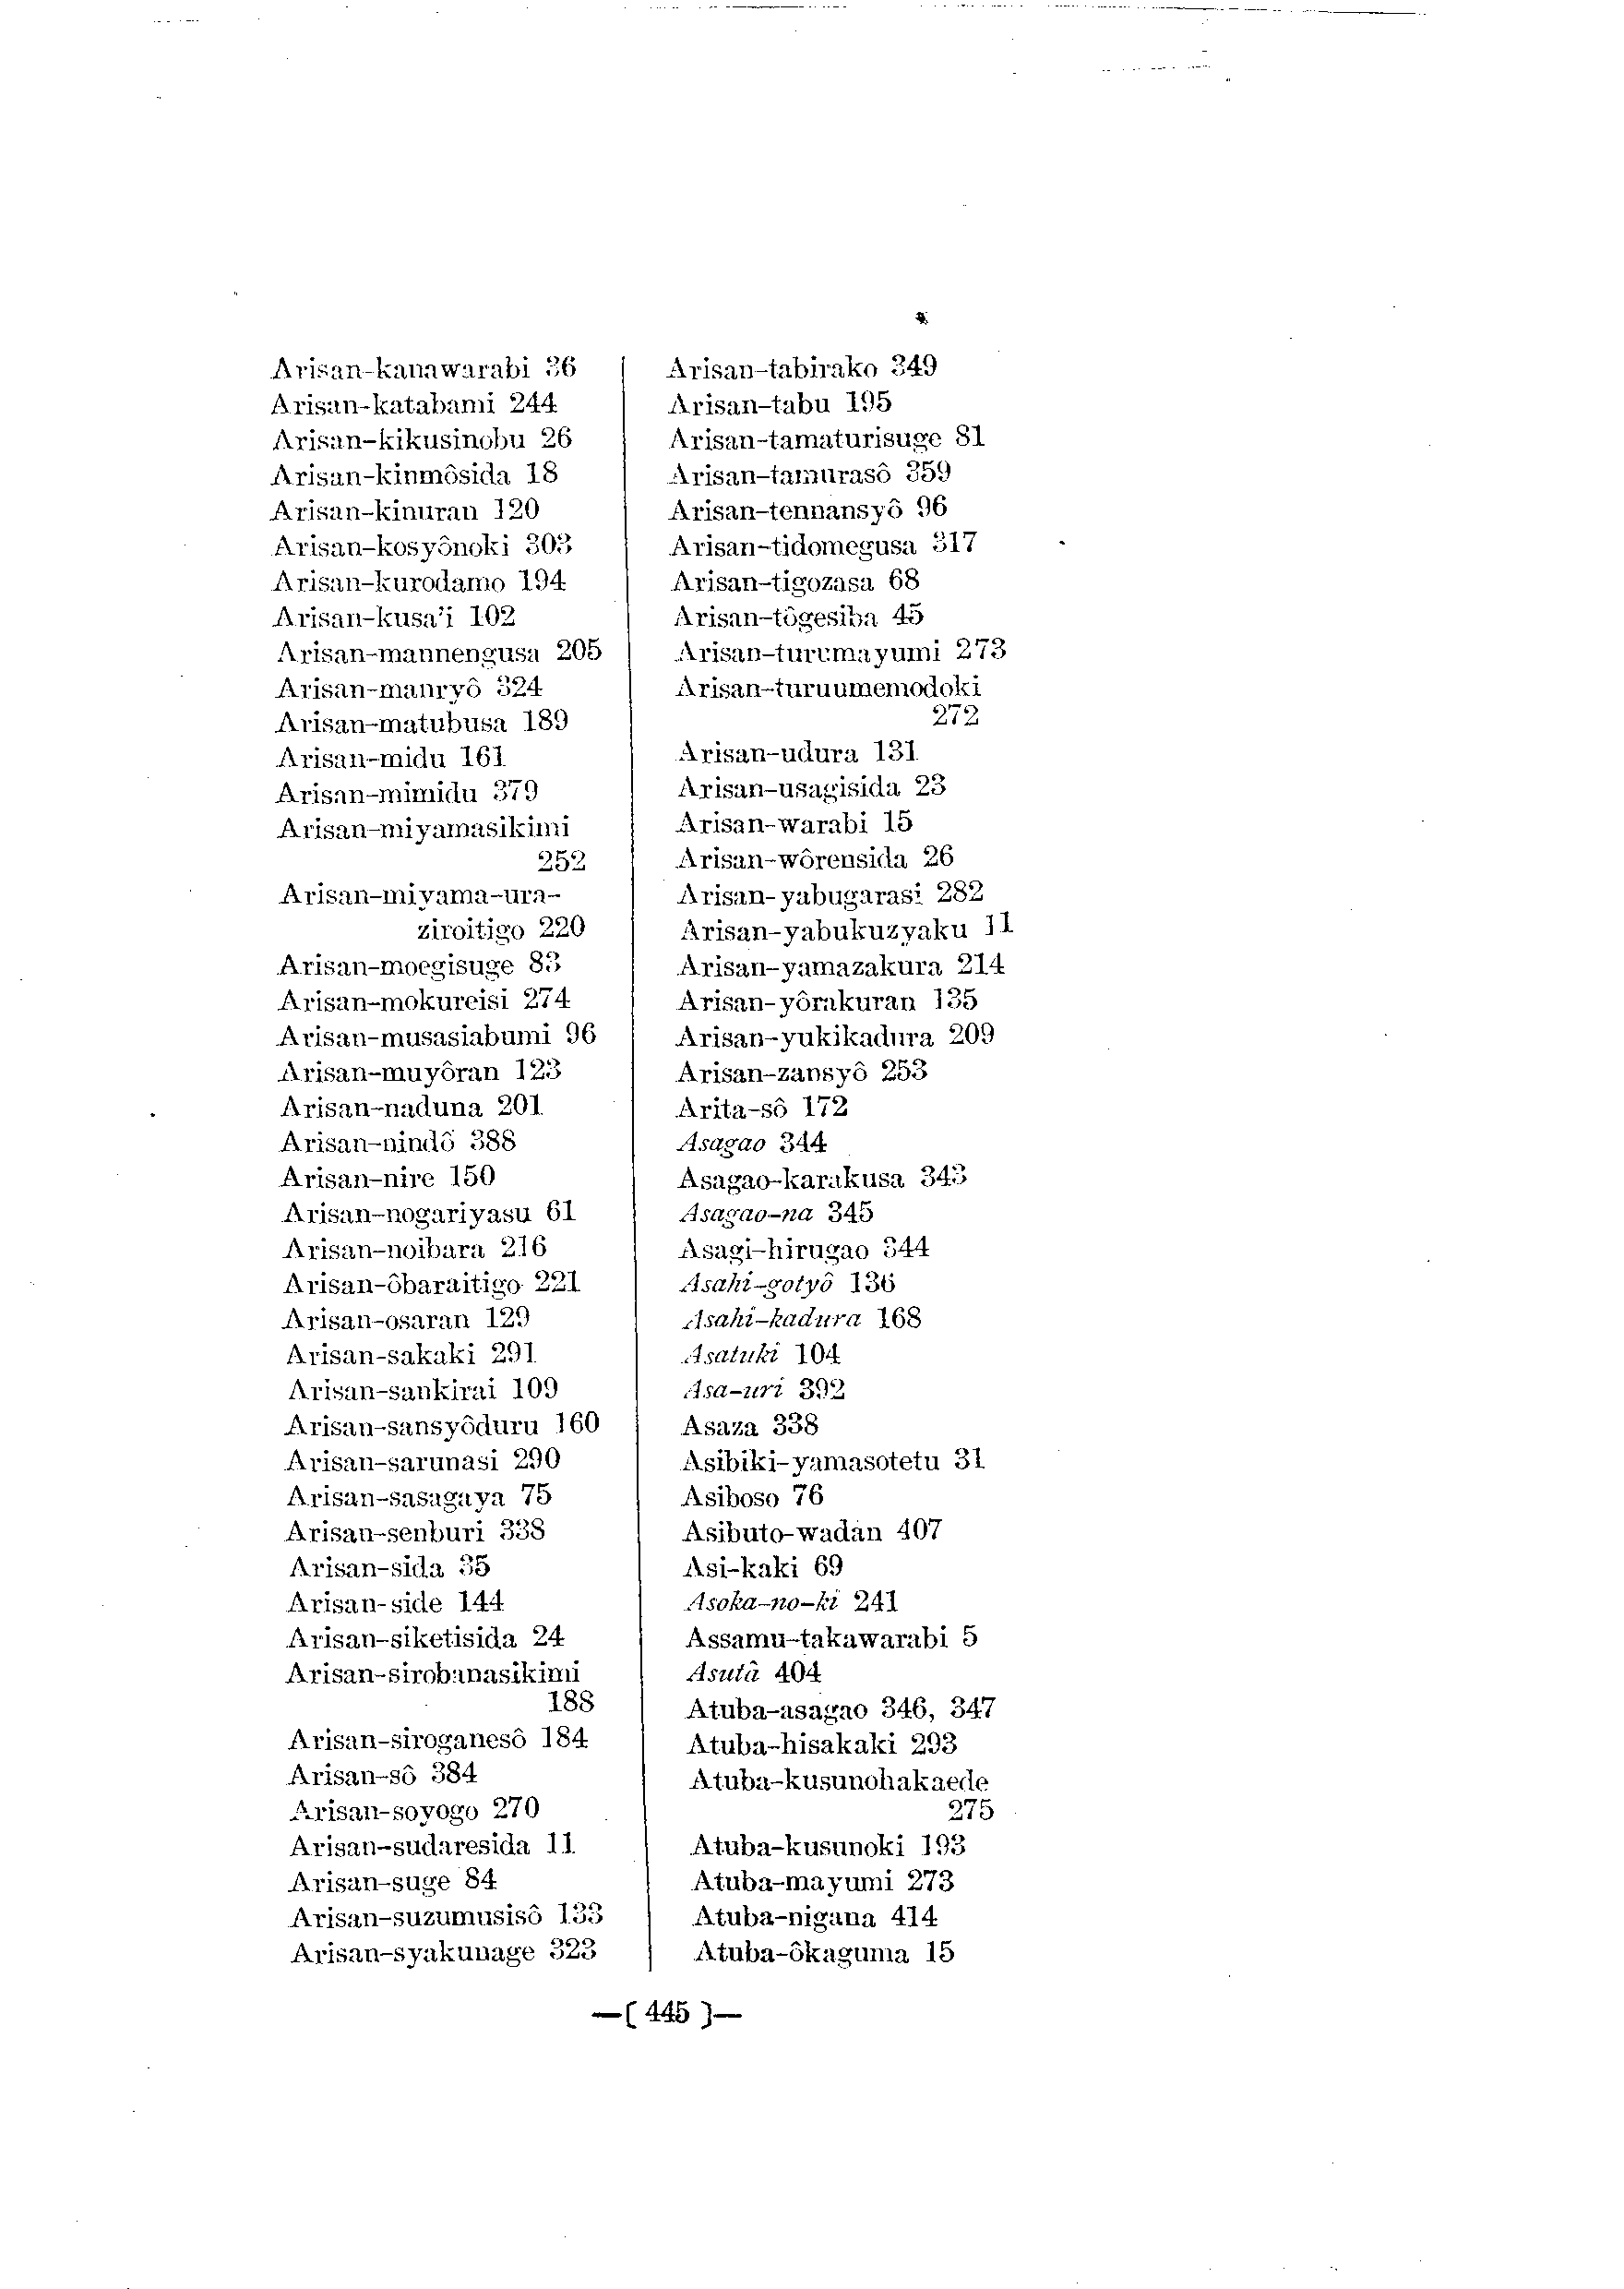 Arisan-kanawarabi 36
Arisan-katabami 244
Arisan-kikusinobu 26
Arisan-kinmôsida 18
Arisan-kinuran 120
Arisan-kosyônoki 303
Arisan-kurodamo 194
Arisan-kusa'i 102
Arisan-mannengusa 205
Arisan-manryô 324
Arisan-matubusa 189
Arisan-midu 161
Arisan-mimidu 379
Arisan-miyamasikimi
252
Arisan-miyama-ura-
ziroitigo 220
Arisan-moegisuge 83
Arisan-mokureisi 274
Arisan-musasiabumi 96
Arisan-muyôran 123
Arisan-naduna 201
Arisan-nindô 388
Arisan-nire 150
Arisan-nogariyasu 61
Arisan-noibara 216
Arisan-ôbaraitigo 221
Arisan-osaran 129
Arisan-sakaki 291
Arisan-sankirai 109
Arisan-sansyôduru 160
Arisan-sarunasi 290
Arisan-sasagaya 75
Arisan-senburi 338
Arisan-sida 35
Arisan-side 144
Arisan-siketisida 24
Arisan-sirobanasikimi
188
Arisan-siroganesô 184
Arisan-sô 384
Arisan-soyogo 270
Arisan-sudaresida 11
Arisan-suge 84
Arisan-suzumusisô 133
Arisan-syakunage 323
Arisan-tabirako 349
Arisan-tabu 195
Arisan-tamaturisuge 81
Arisan-tamurasô 359
Arisan-tennansyô 96
Arisan-tidomegusa 317
Arisan-tigozasa 68
Arisan-tôgesiba 45
Arisan-turumayumi 273
Arisan-turuumemodoki
272
Arisan-udura 131
Arisan-usagisida 23
Arisan-warabi 15
Arisan-wôrensida 26
Arisan-yabugarasi 282
Arisan-yabukuzyaku 11
Arisan-yamazakura 214
Arisan-yôrakuran 135
Arisan-yukikadura 209
Arisan-zansyô 253
Arita-sô 172
Asagao 344
Asagao-karakusa 343
Asagao-na 345
Asagi-hirugao 344
Asahi-gotyô 136
Asahi-kadura 168
Asatuki 104
Asa-uri 392
Asaza 338
Asibiki-yamasotetu 31
Asiboso 76
Asibuto-wadan 407
Asi-kaki 69
Asoka-no-ki 241
Assamu-takawarabi 5
Asutâ 404
Atuba-asagao 346, 347
Atuba-hisakaki 293
Atuba-kusunohakaede
275
Atuba-kusunoki 193
Atuba-mayumi 273
Atuba-nigana 414
Atuba-ôkaguma 15
—( 445 )—